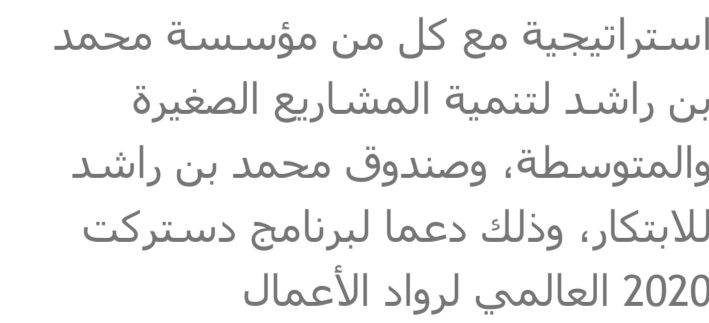 استراتيجية مع كل من مؤسسة محمد
بن راشد لتنمية المشاريع الصغيرة
والمتوسطة، وصندوق محمد بن راشد
للابتكار، وذلك دعما لبرنامج دستركت
2020 العالمي لرواد الأعمال